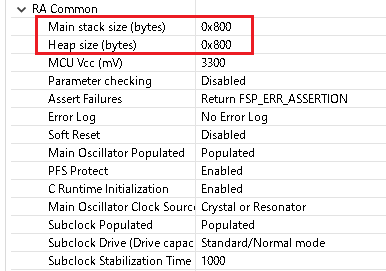 RA Common
Main stack size (bytes) 0x800
Heap size (bytes) 0x800
MCU Vcc (mV) 3300
Parameter checking Disabled
Assert Failures Return FSP_ERR_ASSERTION
Error Log No Error Log
Soft Reset Disabled
Main Oscillator Populated Populated
PFS Protect Enabled
C Runtime Initialization Enabled
Main Oscillator Clock Sourc Crystal or Resonator
Subclock Populated Populated
Subclock Drive (Drive capac Standard/Normal mode
Subclock Stabilization Time 1000